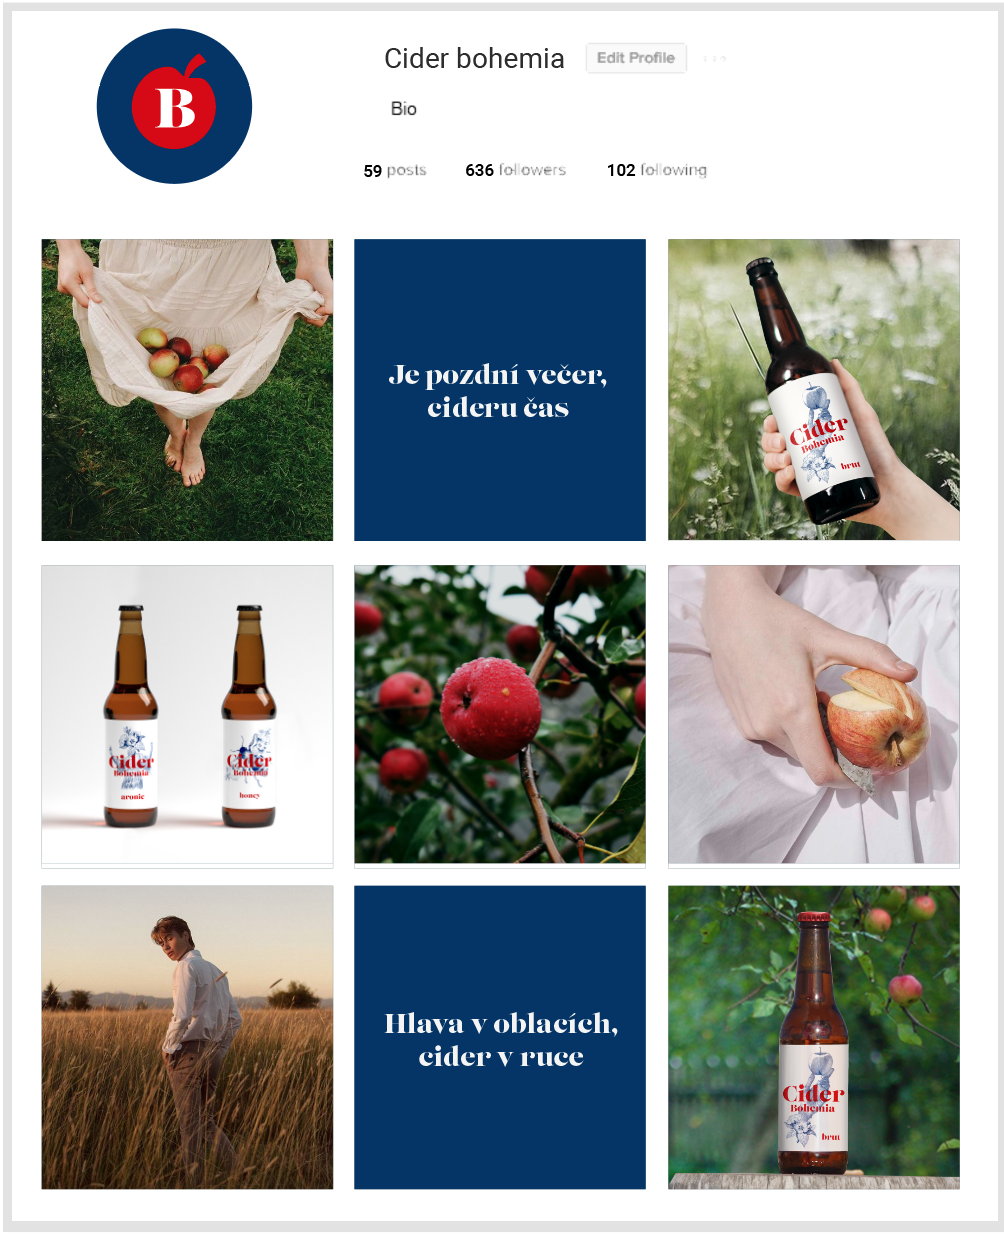 B
Cider bohemia
Edit Profile
Bio
59 posts
636 followers
102 following
Je pozdní večer,
cideru čas
Cider
Bohemia
brut
Cider
Bohemia
aronie
Cider
Bohemia
honey
Hlava v oblacích,
cider v ruce
Cider
Bohemia
brut